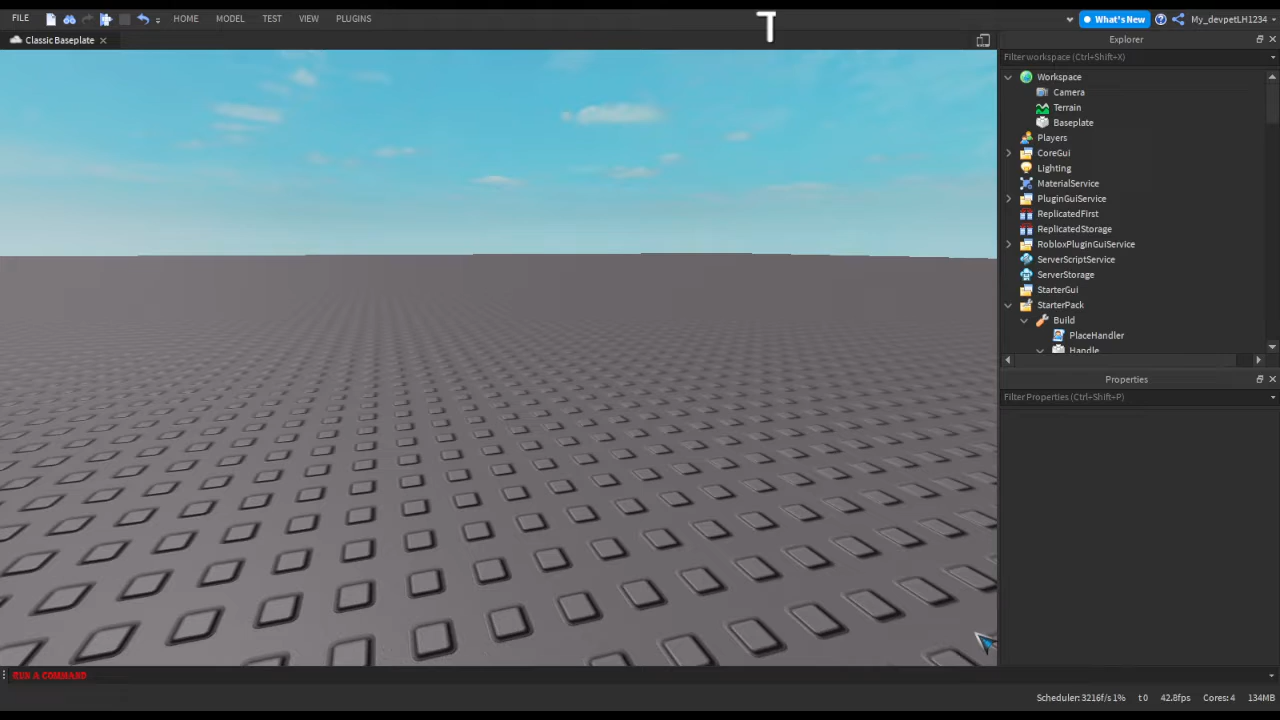 FILE
HOME
MODEL
TEST
VIEW
PLUGINS
T
What's New
My_devpetLH1234
Classic Baseplate
Explorer
Filter workspace (Ctrl+Shift+X)
Workspace
Camera
Terrain
Baseplate
Players
CoreGui
Lighting
MaterialService
PluginGuiService
ReplicatedFirst
ReplicatedStorage
RobloxPluginGuiService
ServerScriptService
ServerStorage
StarterGui
StarterPack
Build
PlaceHandler
Handle
Properties
Filter Properties (Ctrl+Shift+P)
RUN A COMMAND
Scheduler: 3216f/s 1% t 0 42.8fps Cores: 4 134MB